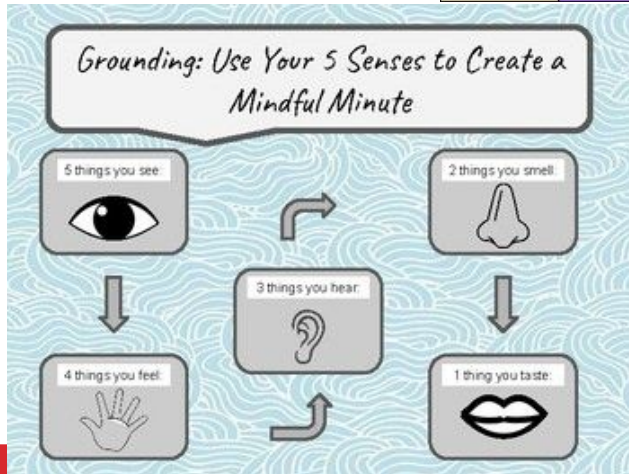 Grounding: Use Your 5 Senses to Create a
Mindful Minute
5 things you see:
4 things you feel:
3 things you hear:
2 things you smell:
1 thing you taste: